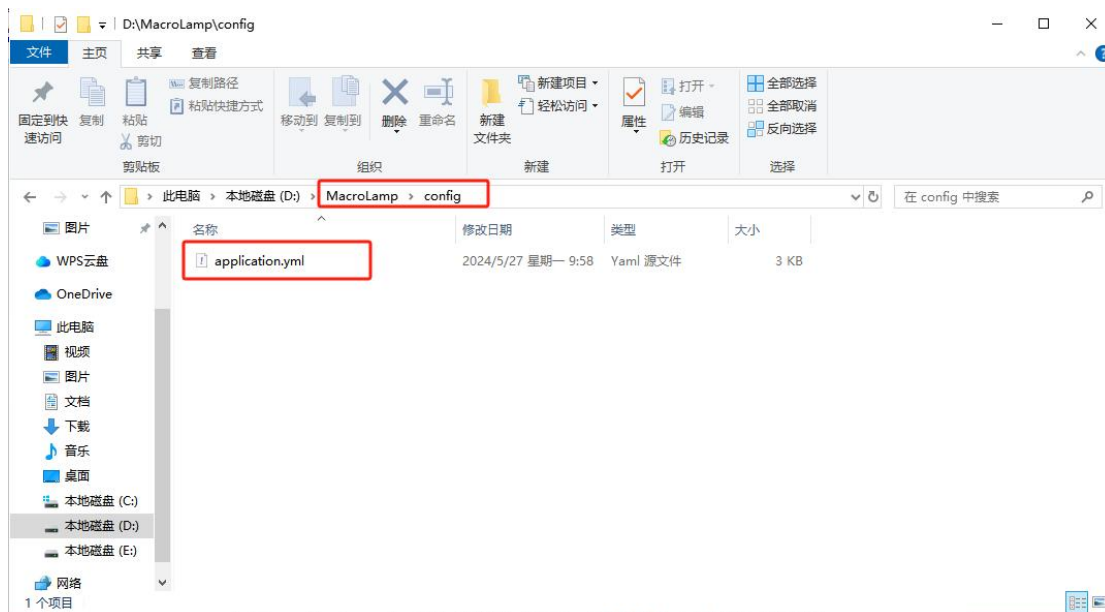 D:\MacroLamp\config
文件 主页 共享 查看
固定到快速访问
复制
粘贴
复制路径
粘贴快捷方式
剪切
剪贴板
移动到
复制到
删除
重命名
组织
新建文件夹
新建项目
轻松访问
新建
属性
打开
编辑
历史记录
打开
全部选择
全部取消
反向选择
选择
此电脑 > 本地磁盘 (D:) > MacroLamp > config
在 config 中搜索
图片
WPS云盘
OneDrive
此电脑
视频
图片
文档
下载
音乐
桌面
本地磁盘 (C:)
本地磁盘 (D:)
本地磁盘 (E:)
网络
名称 修改日期 类型 大小
application.yml 2024/5/27 星期一 9:58 Yaml 源文件 3 KB
1 个项目